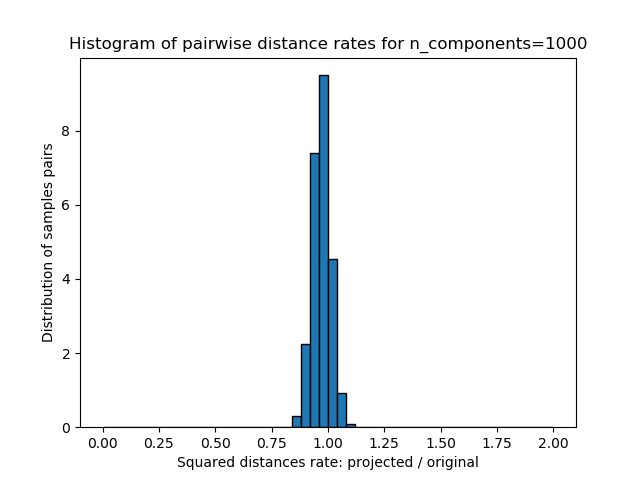 Histogram of pairwise distance rates for n_components=1000
Distribution of samples pairs
8
6
4
2
0
0.00 0.25 0.50 0.75 1.00 1.25 1.50 1.75 2.00
Squared distances rate: projected / original